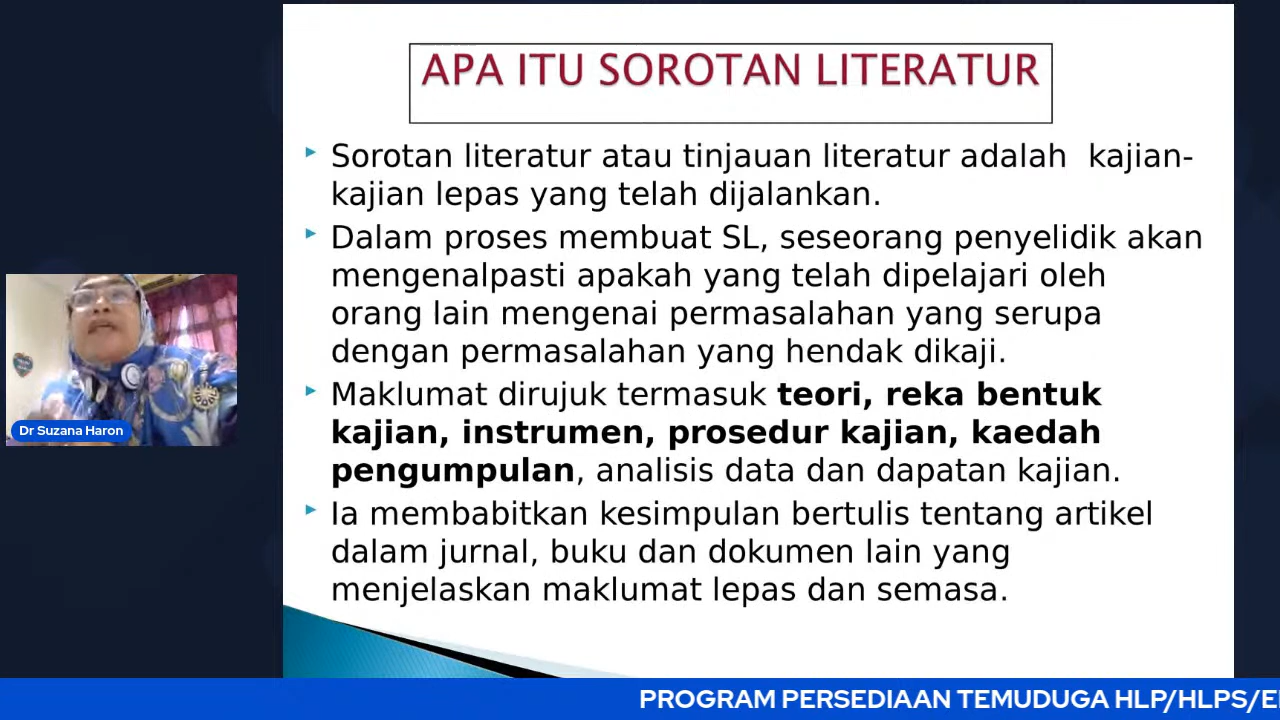 APA ITU SOROTAN LITERATUR
Sorotan literatur atau tinjauan literatur adalah kajian-
kajian lepas yang telah dijalankan.
Dalam proses membuat SL, seseorang penyelidik akan
mengenalpasti apakah yang telah dipelajari oleh
orang lain mengenai permasalahan yang serupa
dengan permasalahan yang hendak dikaji.
Maklumat dirujuk termasuk teori, reka bentuk
kajian, instrumen, prosedur kajian, kaedah
pengumpulan, analisis data dan dapatan kajian.
Ia membabitkan kesimpulan bertulis tentang artikel
dalam jurnal, buku dan dokumen lain yang
menjelaskan maklumat lepas dan semasa.
Dr Suzana Haron
PROGRAM PERSEDIAAN TEMUDUGA HLP/HLPS/